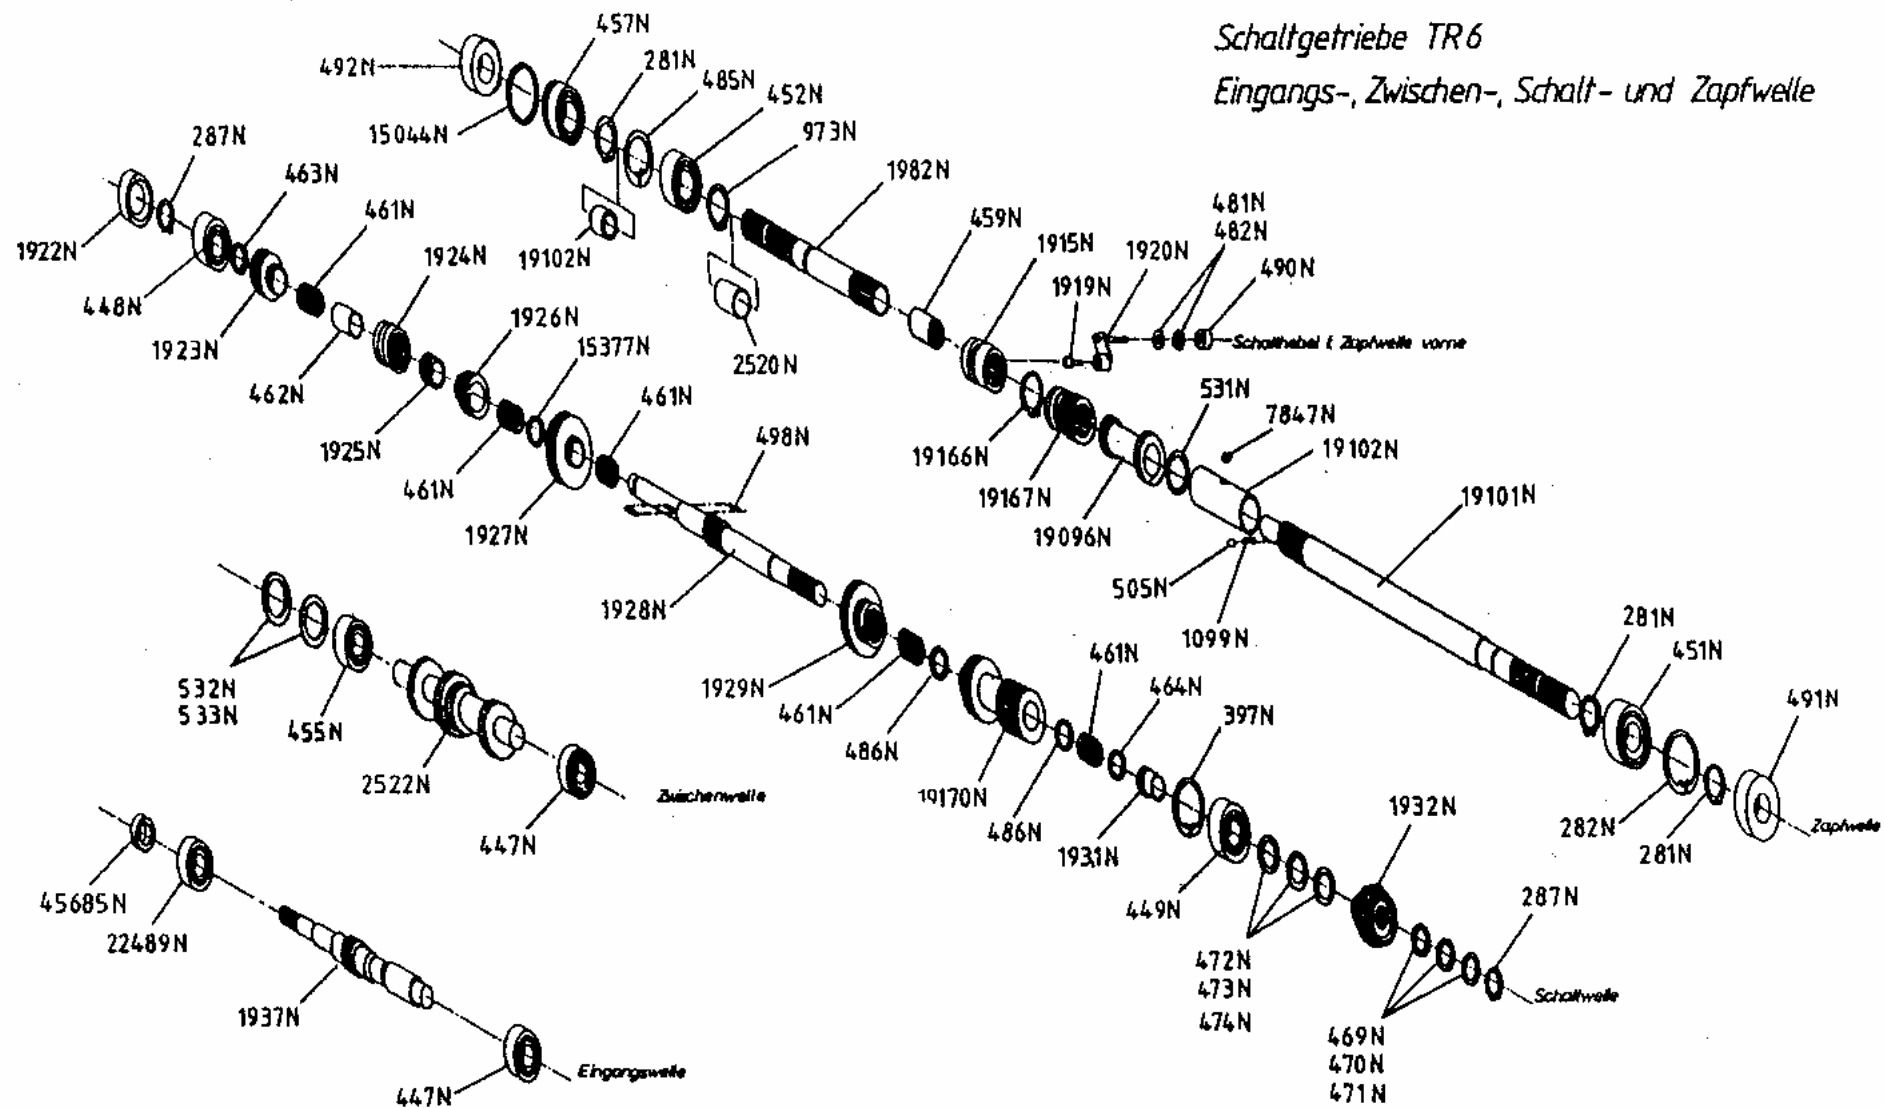 Schaltgetriebe TR6
Eingangs-, Zwischen-, Schalt- und Zapfwelle
492N
457N
281N
485N
452N
15044N
973N
1982N
19102N
2520N
459N
1915N
1919N
1920N
481N
482N
490N
Schalthebel f. Zapfwelle vorne
19166N
19167N
19096N
531N
7847N
19102N
505N
1099N
19101N
281N
451N
491N
282N
281N
Zapfwelle
287N
463N
461N
1922N
448N
1923N
462N
1924N
1926N
15377N
1925N
461N
461N
498N
1927N
1928N
1929N
461N
486N
461N
464N
397N
19170N
486N
1931N
449N
1932N
472N
473N
474N
287N
469N
470N
471N
Schaltwelle
532N
533N
455N
2522N
447N
Zwischenwelle
45685N
22489N
1937N
447N
Eingangswelle